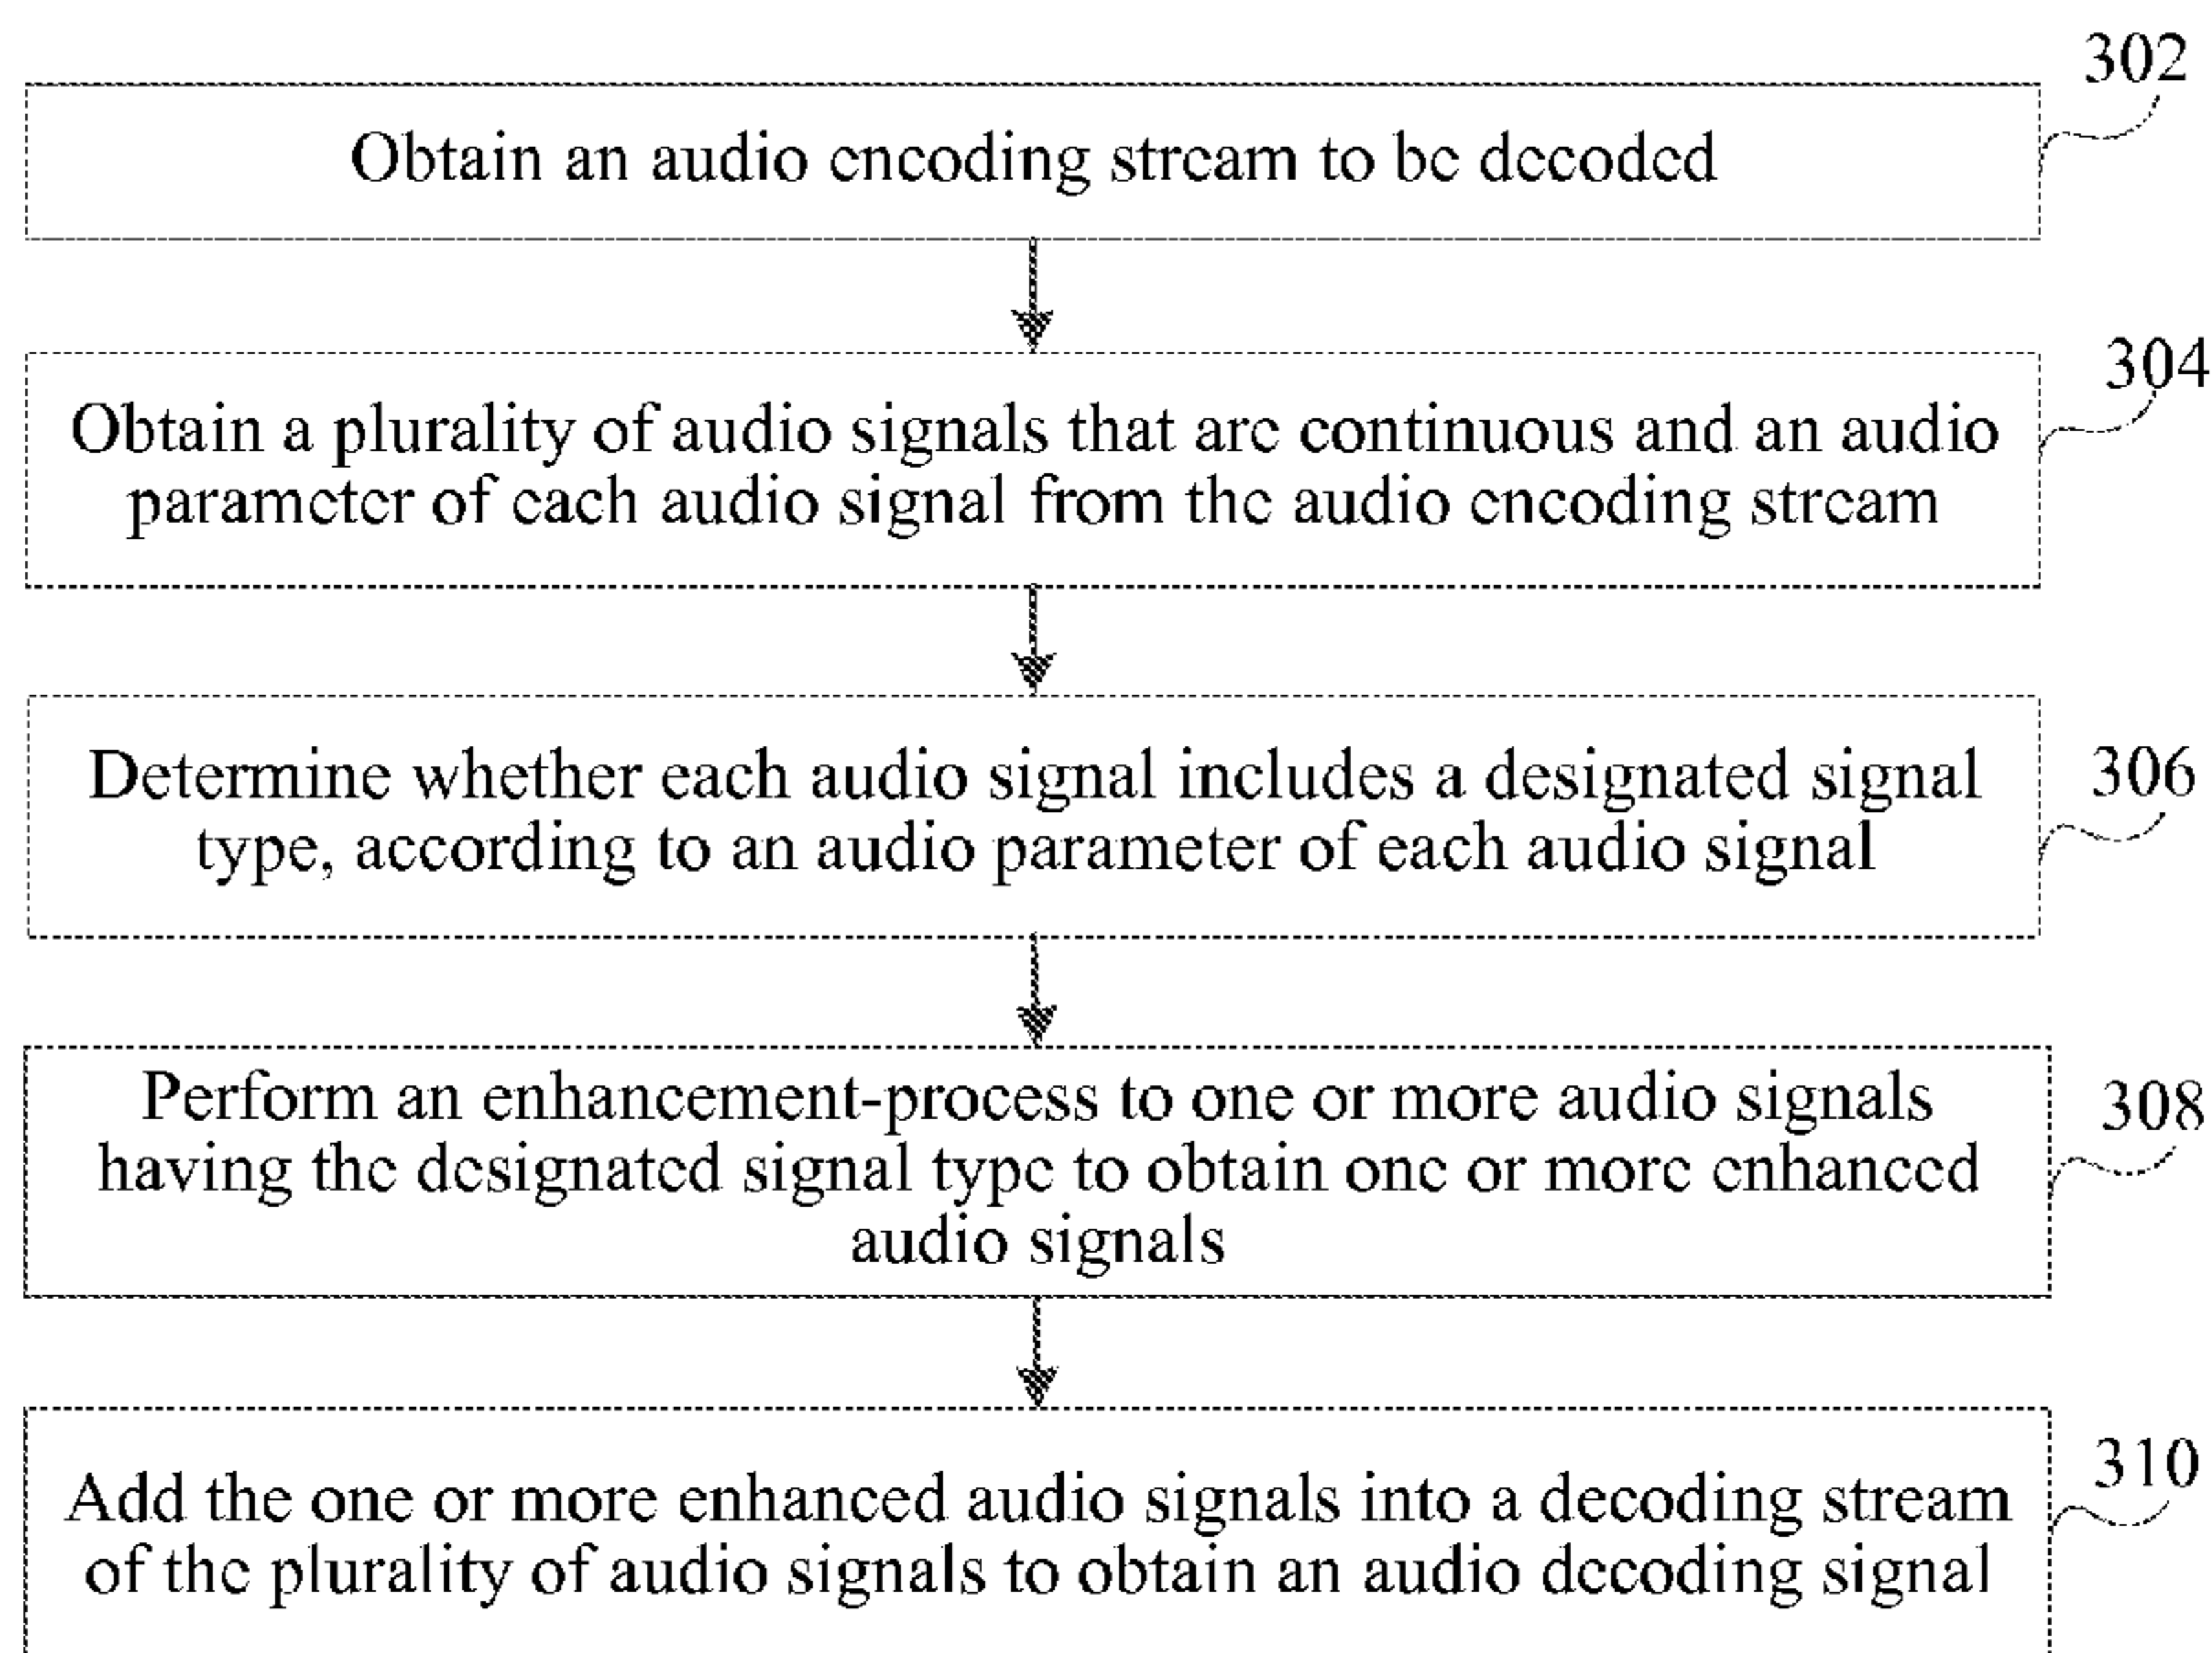 302
Obtain an audio encoding stream to be decoded
304
Obtain a plurality of audio signals that are continuous and an audio
parameter of each audio signal from the audio encoding stream
306
Determine whether each audio signal includes a designated signal
type, according to an audio parameter of each audio signal
308
Perform an enhancement-process to one or more audio signals
having the designated signal type to obtain one or more enhanced
audio signals
310
Add the one or more enhanced audio signals into a decoding stream
of the plurality of audio signals to obtain an audio decoding signal